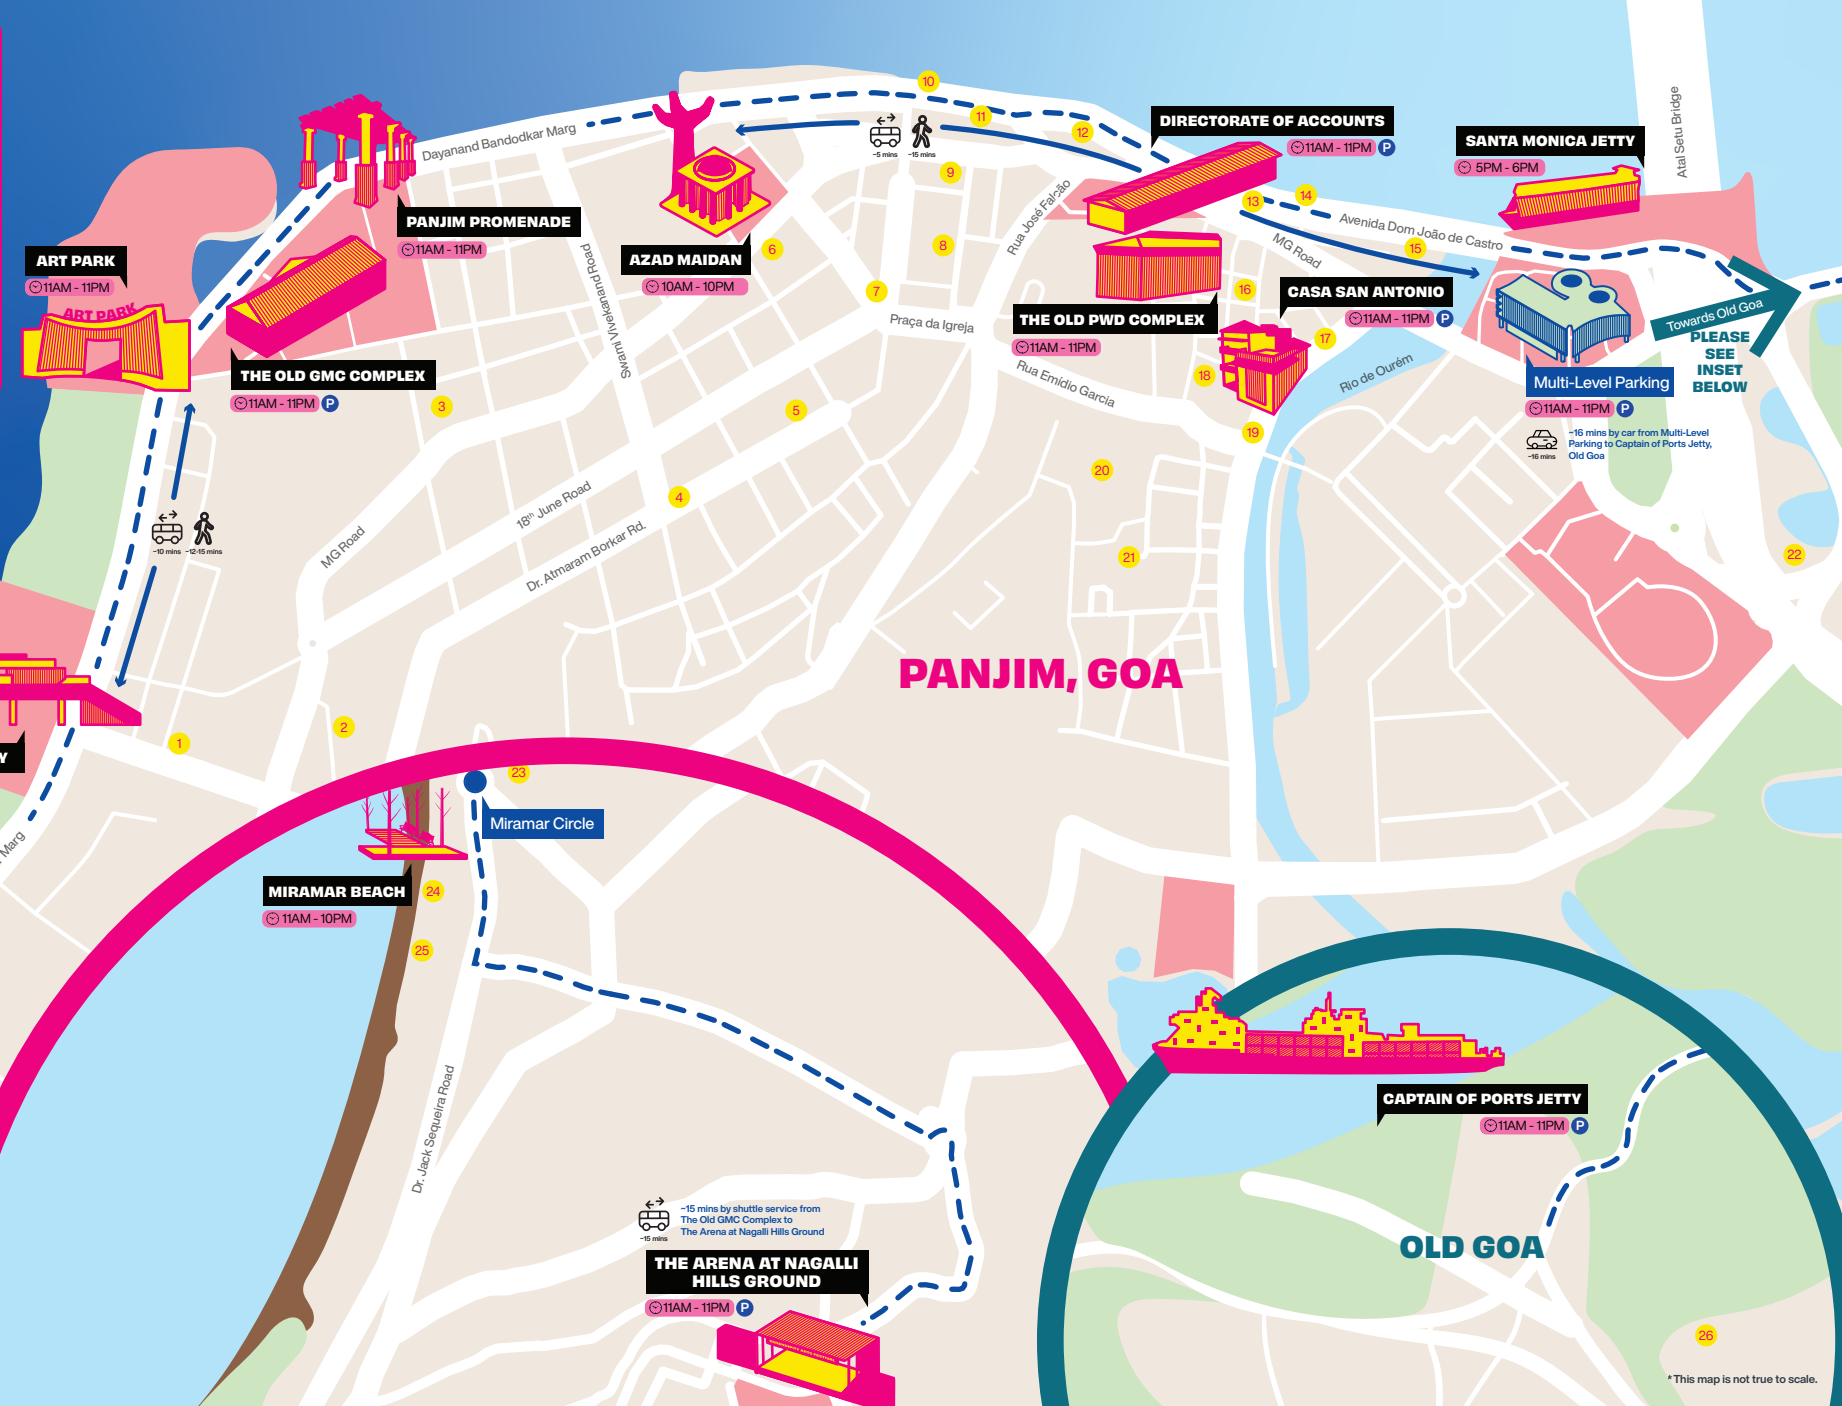 PANJIM PROMENADE
11AM - 11PM
ART PARK
11AM - 11PM
ART PARK
THE OLD GMC COMPLEX
11AM - 11PM P
Dayanand Bandodkar Marg
AZAD MAIDAN
10AM - 10PM
~5 mins
~15 mins
DIRECTORATE OF ACCOUNTS
11AM - 11PM P
SANTA MONICA JETTY
5PM - 6PM
Atal Setu Bridge
Avenida Dom João de Castro
MG Road
Rua José Falcão
THE OLD PWD COMPLEX
11AM - 11PM
CASA SAN ANTONIO
11AM - 11PM P
Praça da Igreja
Rua Emidio Garcia
Rio de Ourém
Swami Vivekanand Road
Towards Old Goa
PLEASE
SEE
INSET
BELOW
Multi-Level Parking
11AM - 11PM P
~16 mins
~16 mins by car from Multi-Level
Parking to Captain of Ports Jetty,
Old Goa
~10 mins
~12-15 mins
MG Road
18th June Road
Dr. Atmaram Borkar Rd.
Y
Marg
PANJIM, GOA
Miramar Circle
MIRAMAR BEACH
11AM - 10PM
Dr. Jack Sequeira Road
~15 mins
~15 mins by shuttle service from
The Old GMC Complex to
The Arena at Nagalli Hills Ground
THE ARENA AT NAGALLI
HILLS GROUND
11AM - 11PM P
CAPTAIN OF PORTS JETTY
11AM - 11PM P
OLD GOA
*This map is not true to scale.
1
2
3
4
5
6
7
8
9
10
11
12
13
14
15
16
17
18
19
20
21
22
23
24
25
26